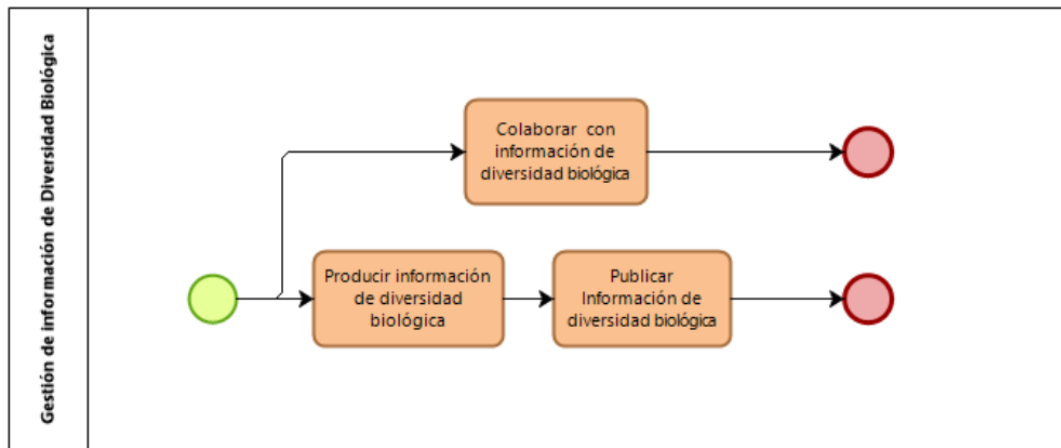 Gestión de información de Diversidad Biológica
Colaborar con
información de
diversidad biológica
Producir información
de diversidad
biológica
Publicar
Información de
diversidad biológica